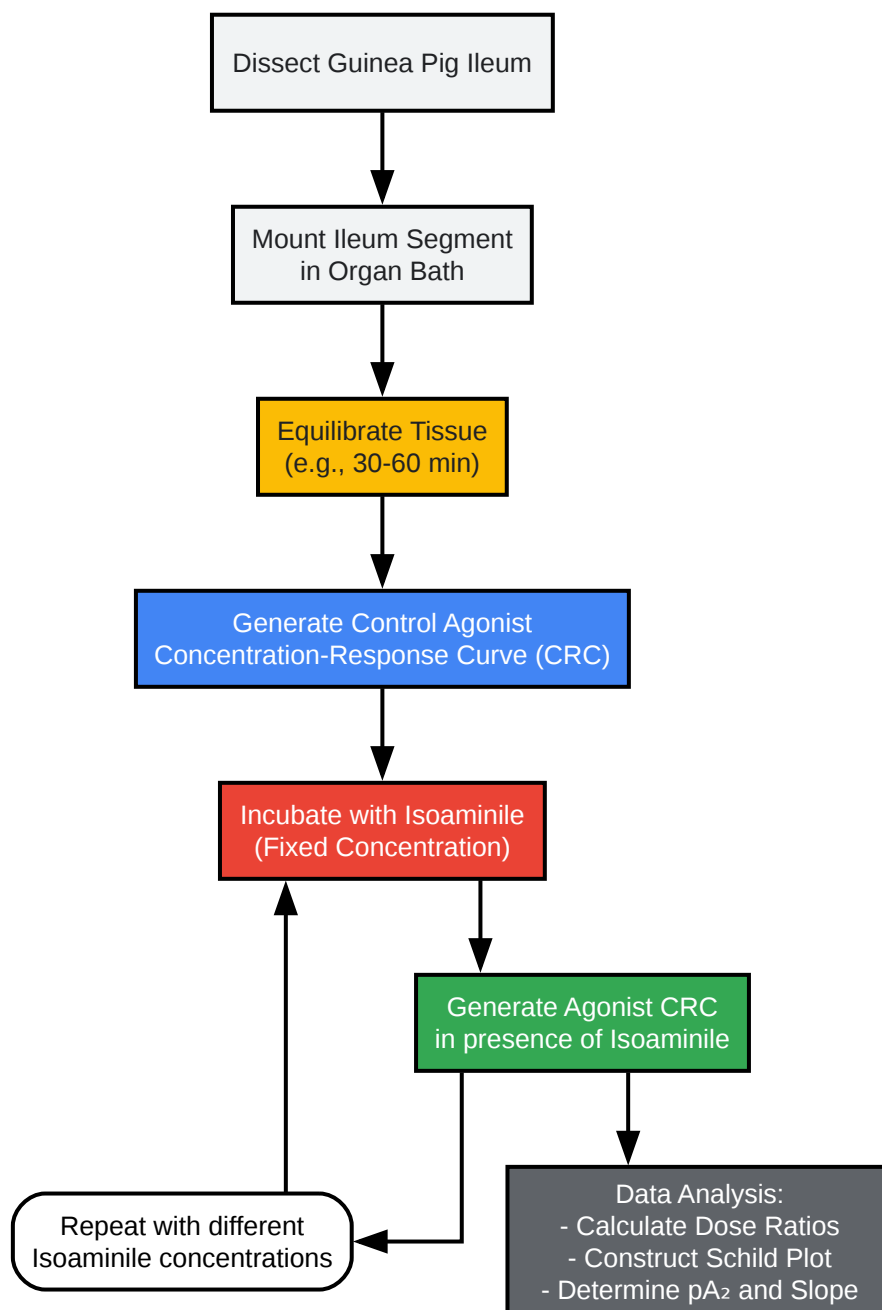 Dissect Guinea Pig Ileum
Mount Ileum Segment
in Organ Bath
Equilibrate Tissue
(e.g., 30-60 min)
Generate Control Agonist
Concentration-Response Curve (CRC)
Incubate with Isoaminile
(Fixed Concentration)
Generate Agonist CRC
in presence of Isoaminile
Repeat with different
Isoaminile concentrations
Data Analysis:
- Calculate Dose Ratios
- Construct Schild Plot
- Determine pA₂ and Slope